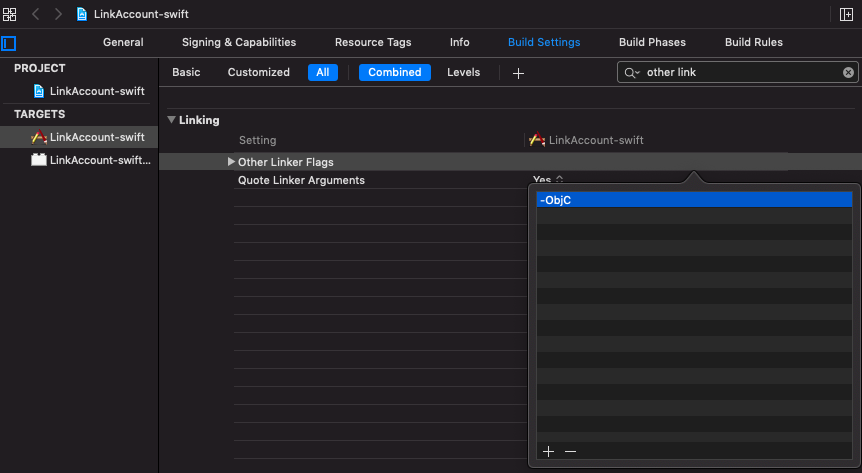 LinkAccount-swift
General Signing & Capabilities Resource Tags Info Build Settings Build Phases Build Rules
PROJECT
LinkAccount-swift
TARGETS
LinkAccount-swift
LinkAccount-swift...
Basic Customized All Combined Levels
other link
Linking
Setting LinkAccount-swift
Other Linker Flags
Quote Linker Arguments Yes
-ObjC